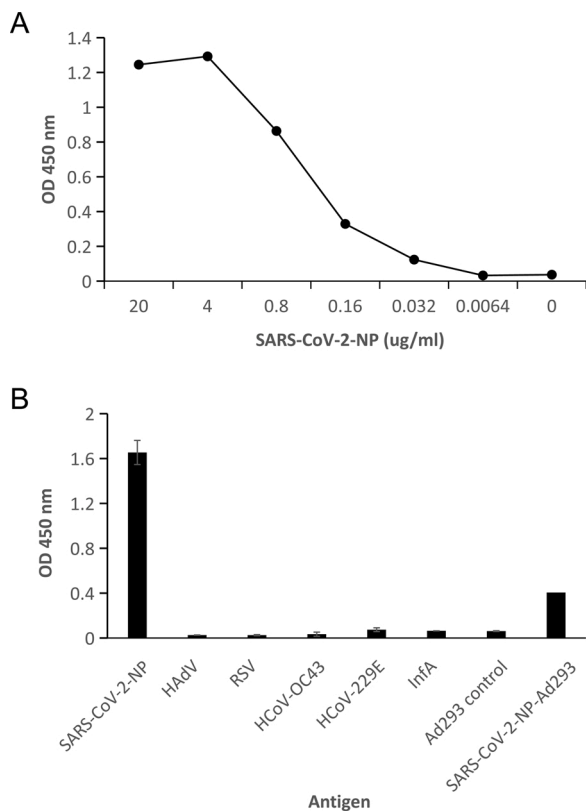 A
1.4
1.2
1
0.8
0.6
0.4
0.2
0
OD 450 nm
20 4 0.8 0.16 0.032 0.0064 0
SARS-CoV-2-NP (ug/ml)
B
2
1.6
1.2
0.8
0.4
0
OD 450 nm
SARS-CoV-2-NP
HAdV
RSV
HCoV-OC43
HCoV-229E
InfA
Ad293 control
SARS-CoV-2-NP-Ad293
Antigen